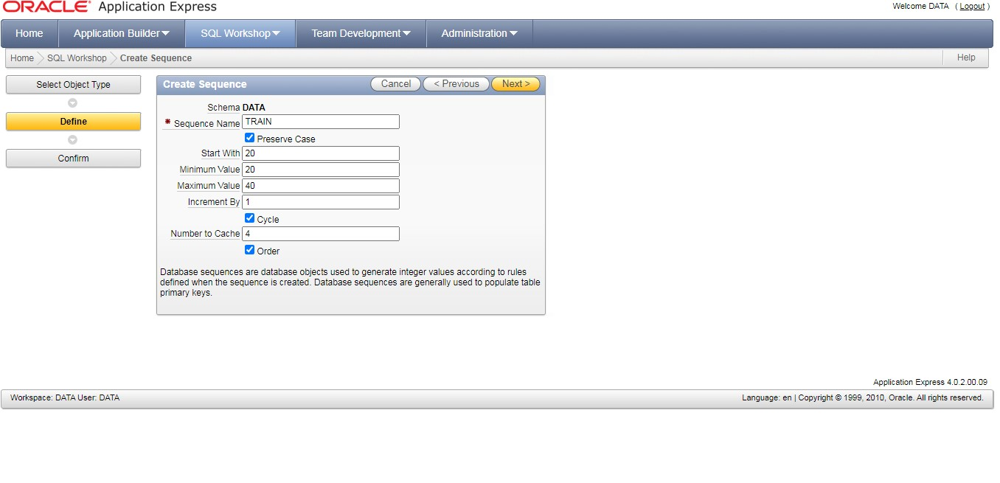 ORACLE® Application Express
Welcome DATA ( Logout )
Home Application Builder SQL Workshop Team Development Administration
Home SQL Workshop Create Sequence Help
Select Object Type
Define
Confirm
Create Sequence Cancel < Previous Next >
Schema DATA
* Sequence Name TRAIN
Preserve Case
Start With 20
Minimum Value 20
Maximum Value 40
Increment By 1
Cycle
Number to Cache 4
Order
Database sequences are database objects used to generate integer values according to rules
defined when the sequence is created. Database sequences are generally used to populate table
primary keys.
Application Express 4.0.2.00.09
Workspace: DATA User: DATA
Language: en | Copyright © 1999, 2010, Oracle. All rights reserved.